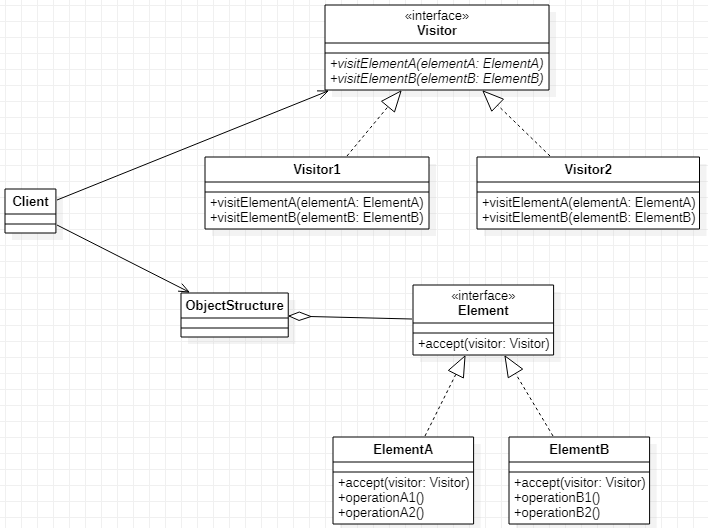 «interface»
Visitor
+visitElementA(elementA: ElementA)
+visitElementB(elementB: ElementB)
Visitor1
+visitElementA(elementA: ElementA)
+visitElementB(elementB: ElementB)
Visitor2
+visitElementA(elementA: ElementA)
+visitElementB(elementB: ElementB)
Client
ObjectStructure
«interface»
Element
+accept(visitor: Visitor)
ElementA
+accept(visitor: Visitor)
+operationA1()
+operationA2()
ElementB
+accept(visitor: Visitor)
+operationB1()
+operationB2()